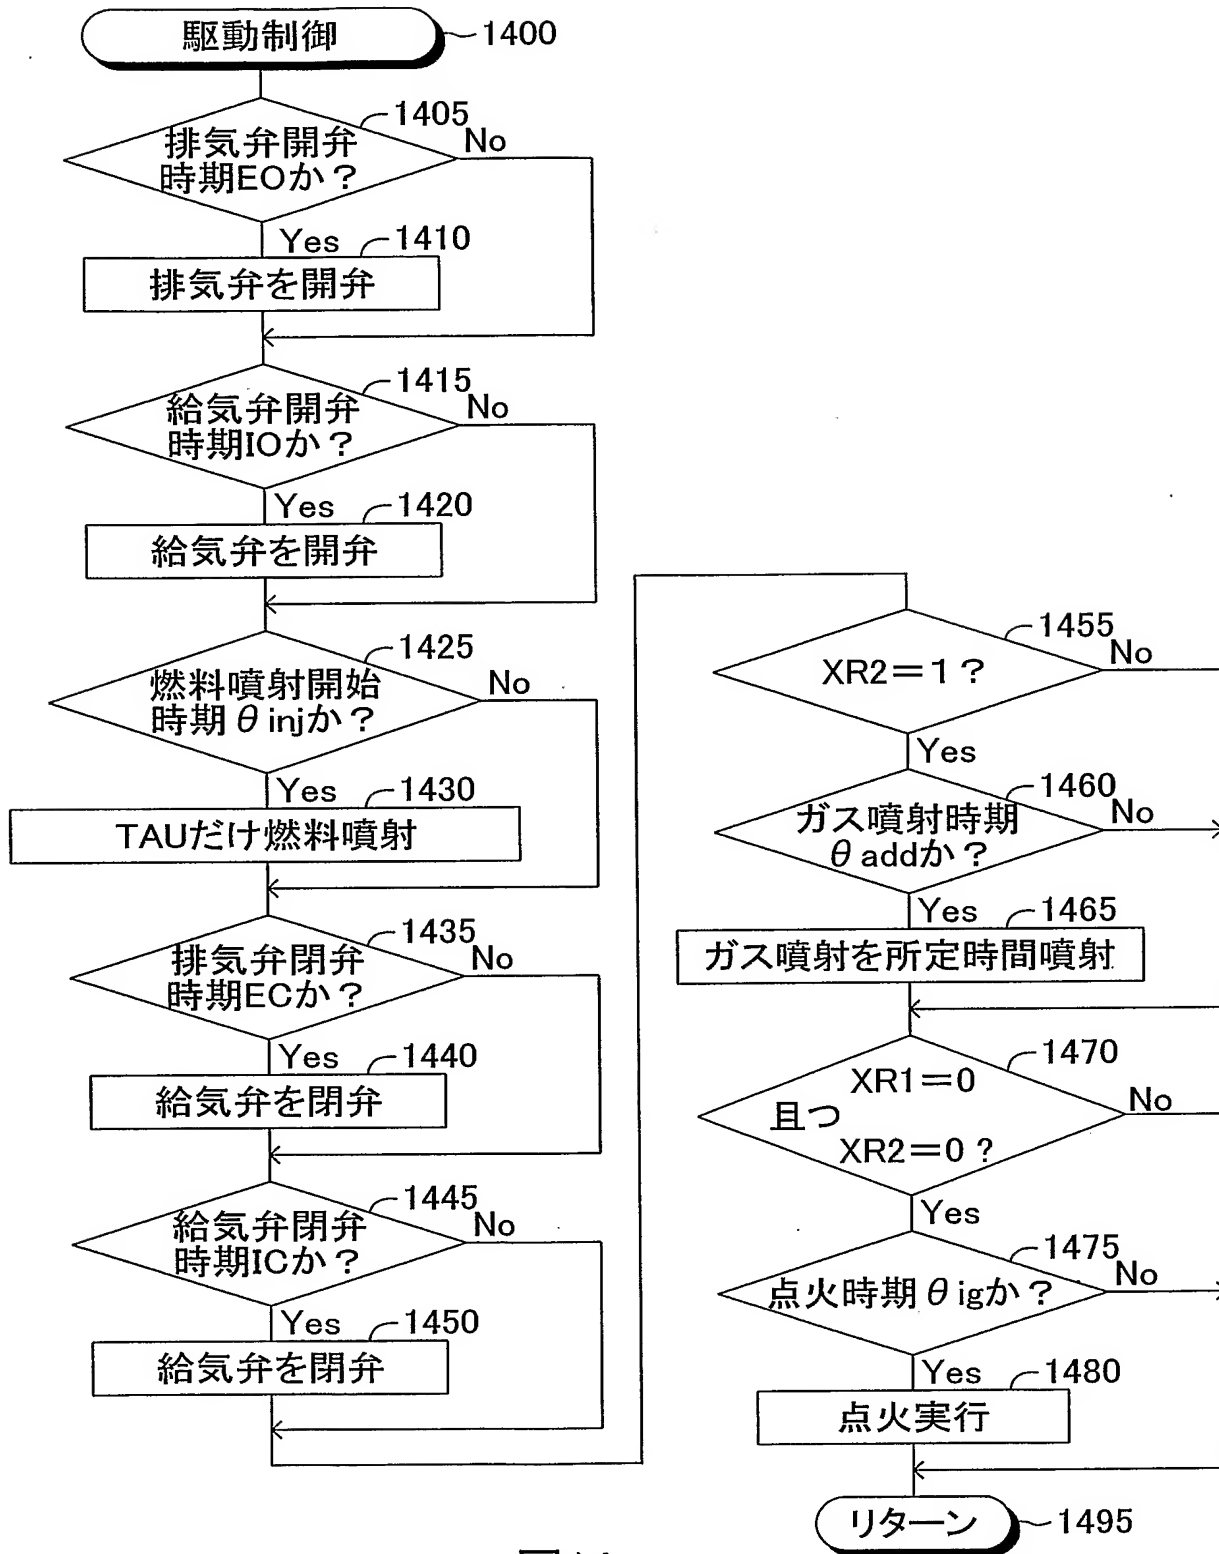 駆動制御
1400
1405
排気弁開弁
時期EOか？
No
Yes
1410
排気弁を開弁
1415
給気弁開弁
時期IOか？
No
Yes
1420
給気弁を開弁
1425
燃料噴射開始
時期θinjか？
No
Yes
1430
TAUだけ燃料噴射
1435
排気弁閉弁
時期ECか？
No
Yes
1440
給気弁を閉弁
1445
給気弁閉弁
時期ICか？
No
Yes
1450
給気弁を閉弁
1455
XR2＝1？
No
Yes
1460
ガス噴射時期
θaddか？
No
Yes
1465
ガス噴射を所定時間噴射
1470
XR1＝0
且つ
XR2＝0？
No
Yes
1475
点火時期θigか？
No
Yes
1480
点火実行
リターン
1495